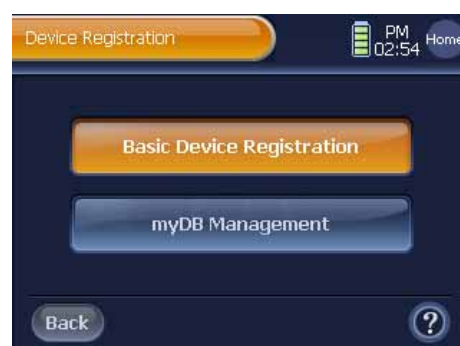 Device Registration
PM
02:54
Home
Basic Device Registration
myDB Management
Back
?